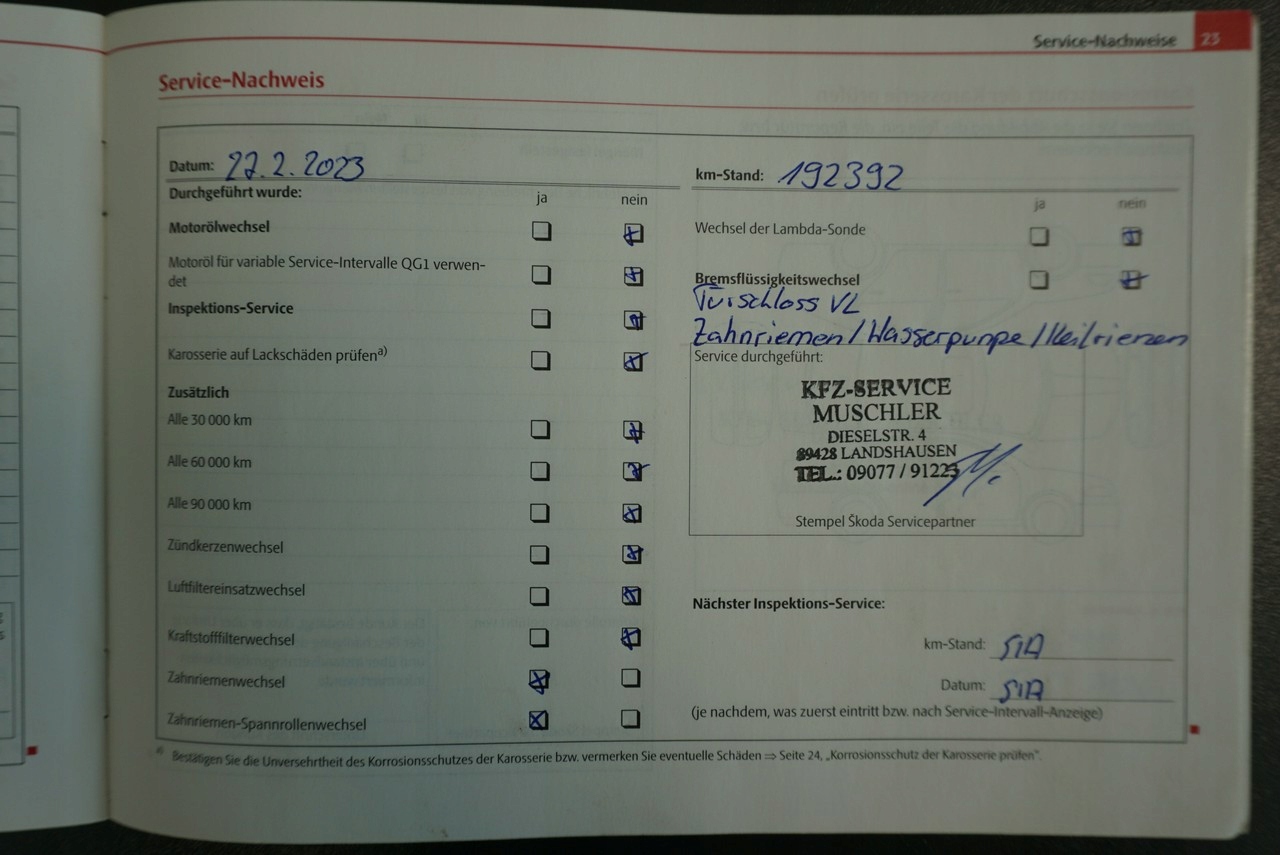 Service-Nachweise 23
Service-Nachweis
Datum: 27.2.2023
km-Stand: 192392
Durchgeführt wurde: ja nein
ja nein
Motorölwechsel
Motoröl für variable Service-Intervalle QG1 verwen-
det
Inspektions-Service
Karosserie auf Lackschäden prüfen a)
Zusätzlich
Alle 30 000 km
Alle 60 000 km
Alle 90 000 km
Zündkerzenwechsel
Luftfiltereinsatzwechsel
Kraftstofffilterwechsel
Zahnriemenwechsel
Zahnriemen-Spannrollenwechsel
Wechsel der Lambda-Sonde
Bremsflüssigkeitswechsel
Türschloss VL
Zahnriemen/Wasserpumpe/Keilriemen
Service durchgeführt:
KFZ-SERVICE
MUSCHLER
DIESELSTR. 4
89428 LANDSHAUSEN
TEL.: 09077 / 91223
Stempel Škoda Servicepartner
Nächster Inspektions-Service:
km-Stand: SIA
Datum: SIA
(je nachdem, was zuerst eintritt bzw. nach Service-Intervall-Anzeige)
a) Bestätigen Sie die Unversehrtheit des Korrosionsschutzes der Karosserie bzw. vermerken Sie eventuelle Schäden ⇒ Seite 24, „Korrosionsschutz der Karosserie prüfen“.